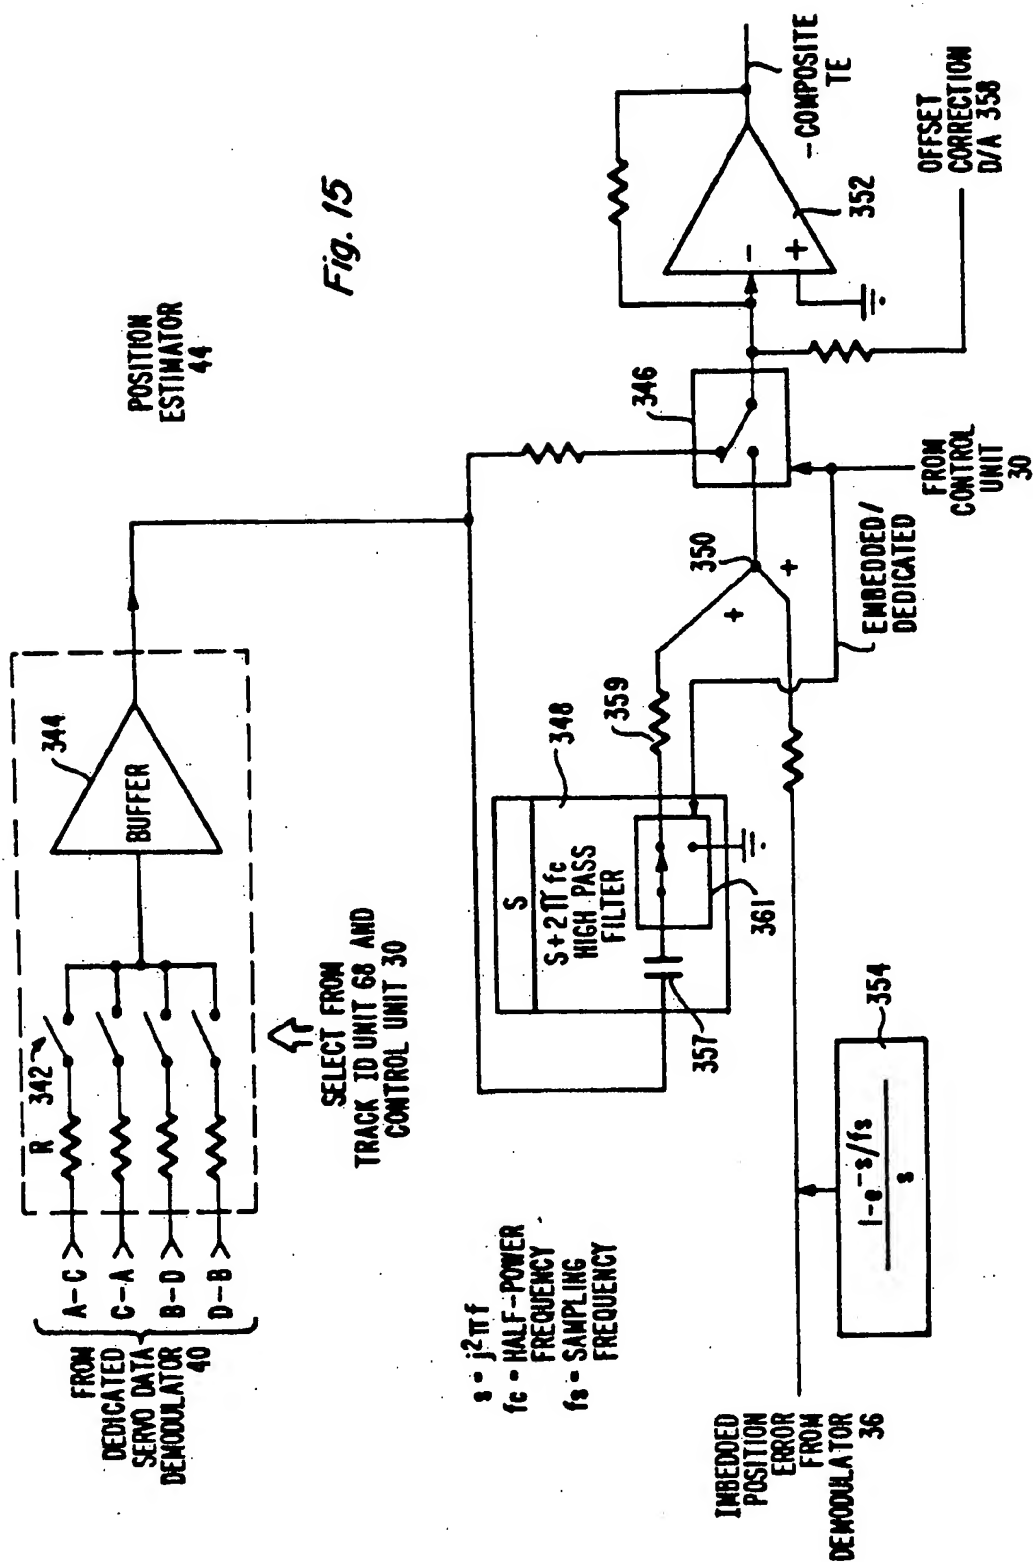 Fig. 15
POSITION
ESTIMATOR
44
FROM
DEDICATED
SERVO DATA
DEMODULATOR
40
A-C
C-A
B-D
D-B
R
342
344
BUFFER
SELECT FROM
TRACK ID UNIT 68 AND
CONTROL UNIT 30
s = j2πf
fc = HALF-POWER
FREQUENCY
fs = SAMPLING
FREQUENCY
S
S+2πfc
HIGH PASS
FILTER
348
357
361
359
350
+
+
346
FROM
CONTROL
UNIT
30
EMBEDDED/
DEDICATED
-
+
352
-COMPOSITE
TE
OFFSET
CORRECTION
D/A 358
IMBEDDED
POSITION
ERROR
FROM
DEMODULATOR
36
354
1-e-s/fs
s